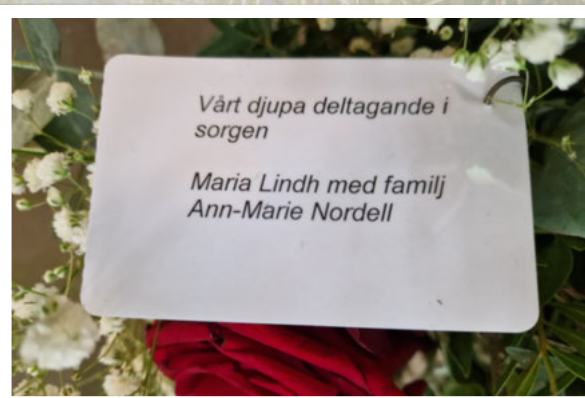 Vårt djupa deltagande i
sorgen
Maria Lindh med familj
Ann-Marie Nordell